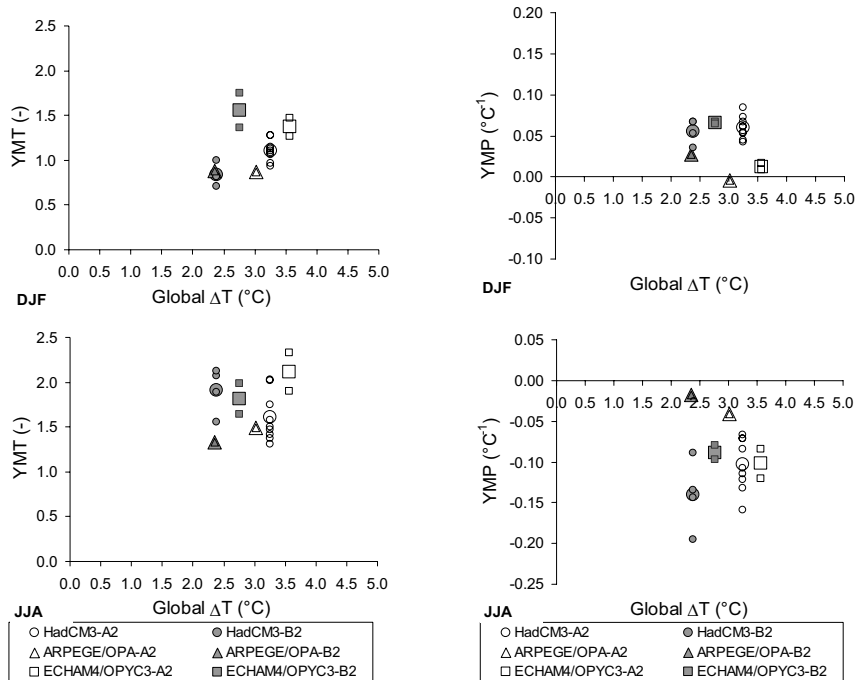 2.5
2.0
1.5
1.0
0.5
0.0
YMT (-)
0.0 0.5 1.0 1.5 2.0 2.5 3.0 3.5 4.0 4.5 5.0
Global ΔT (°C)
DJF
0.20
0.15
0.10
0.05
0.00
-0.05
-0.10
YMP (°C⁻¹)
0.0 0.5 1.0 1.5 2.0 2.5 3.0 3.5 4.0 4.5 5.0
Global ΔT (°C)
DJF
2.5
2.0
1.5
1.0
0.5
0.0
YMT (-)
0.0 0.5 1.0 1.5 2.0 2.5 3.0 3.5 4.0 4.5 5.0
Global ΔT (°C)
JJA
HadCM3-A2 HadCM3-B2
ARPEGE/OPA-A2 ARPEGE/OPA-B2
ECHAM4/OPYC3-A2 ECHAM4/OPYC3-B2
0.05
0.00
-0.05
-0.10
-0.15
-0.20
-0.25
YMP (°C⁻¹)
0.0 0.5 1.0 1.5 2.0 2.5 3.0 3.5 4.0 4.5 5.0
Global ΔT (°C)
JJA
HadCM3-A2 HadCM3-B2
ARPEGE/OPA-A2 ARPEGE/OPA-B2
ECHAM4/OPYC3-A2 ECHAM4/OPYC3-B2